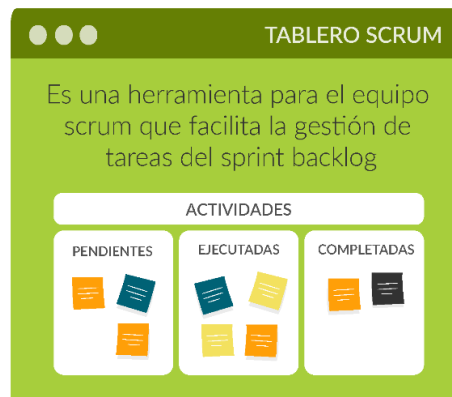 TABLERO SCRUM
Es una herramienta para el equipo
scrum que facilita la gestión de
tareas del sprint backlog
ACTIVIDADES
PENDIENTES
EJECUTADAS
COMPLETADAS